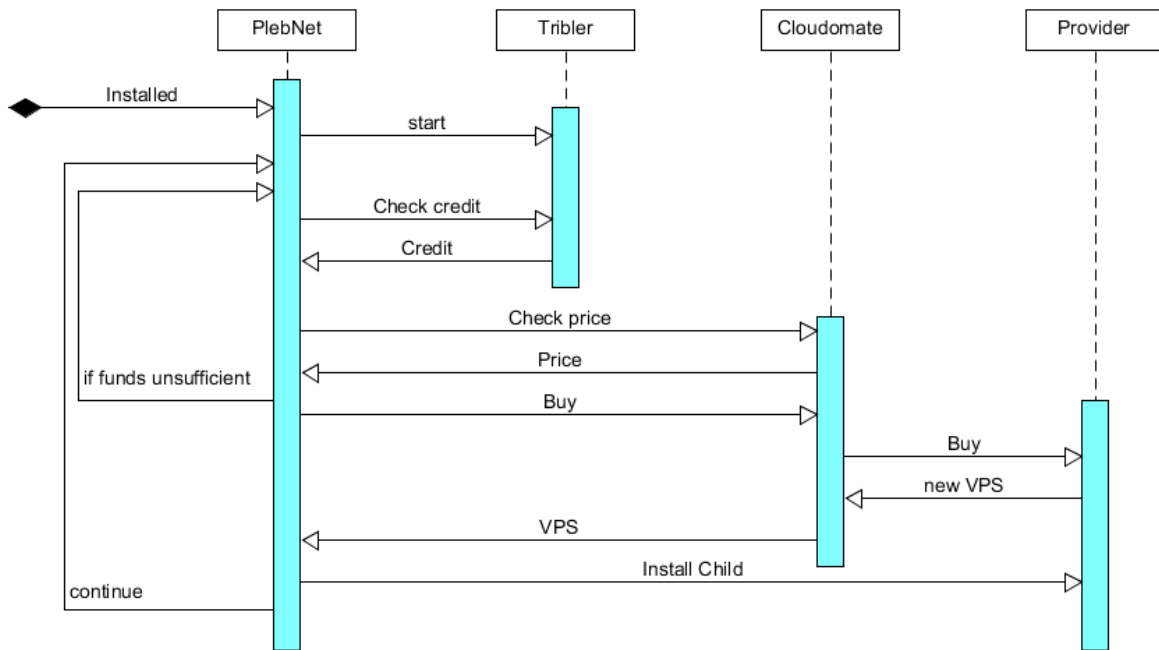 PlebNet
Tribler
Cloudomate
Provider
Installed
start
Check credit
Credit
Check price
Price
if funds unsufficient
Buy
Buy
new VPS
VPS
Install Child
continue